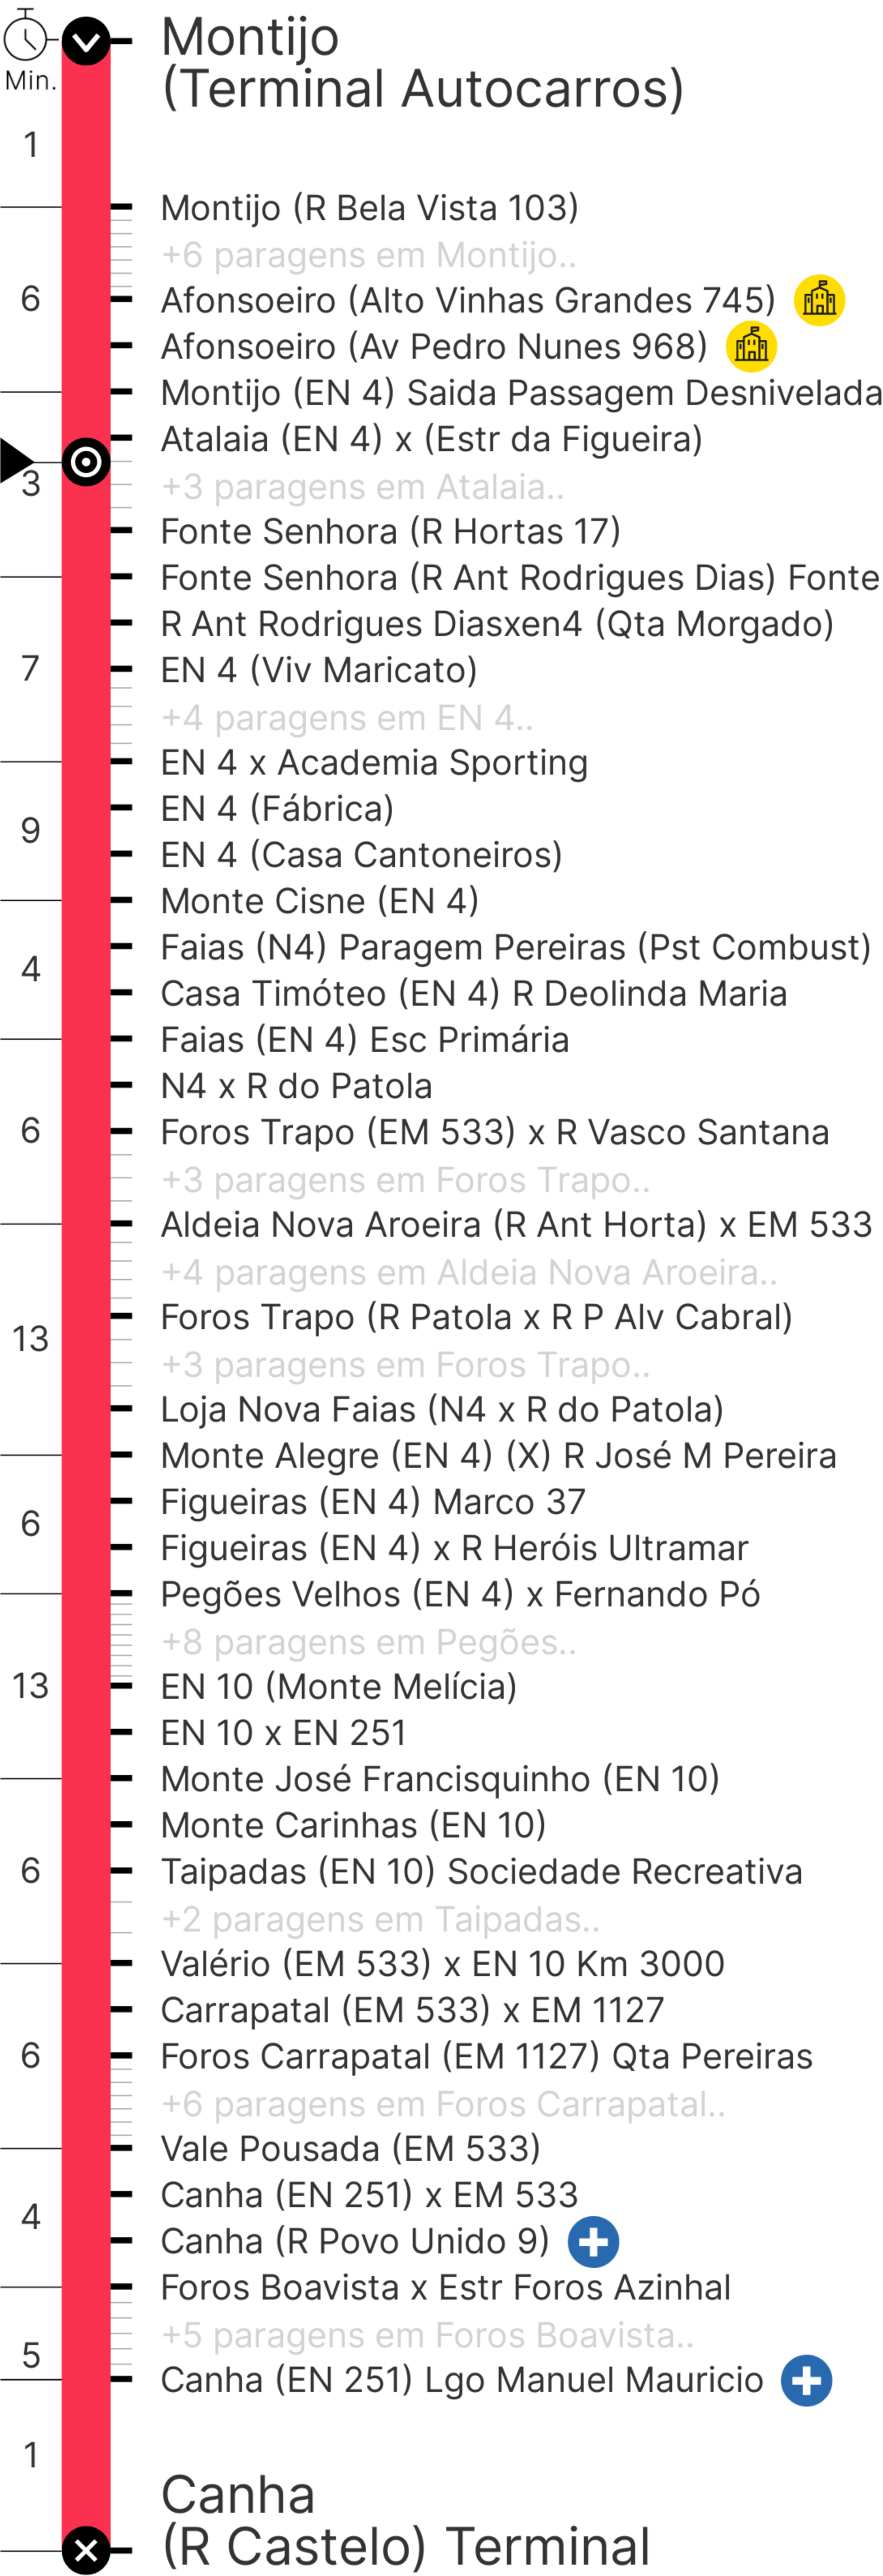 Montijo
(Terminal Autocarros)
Min.
1
Montijo (R Bela Vista 103)
+6 paragens em Montijo..
6
Afonsoeiro (Alto Vinhas Grandes 745)
Afonsoeiro (Av Pedro Nunes 968)
Montijo (EN 4) Saida Passagem Desnivelada
Atalaia (EN 4) x (Estr da Figueira)
3
+3 paragens em Atalaia..
Fonte Senhora (R Hortas 17)
Fonte Senhora (R Ant Rodrigues Dias) Fonte
R Ant Rodrigues Diasxen4 (Qta Morgado)
7
EN 4 (Viv Maricato)
+4 paragens em EN 4..
EN 4 x Academia Sporting
EN 4 (Fábrica)
9
EN 4 (Casa Cantoneiros)
Monte Cisne (EN 4)
Faias (N4) Paragem Pereiras (Pst Combust)
4
Casa Timóteo (EN 4) R Deolinda Maria
Faias (EN 4) Esc Primária
N4 x R do Patola
6
Foros Trapo (EM 533) x R Vasco Santana
+3 paragens em Foros Trapo..
Aldeia Nova Aroeira (R Ant Horta) x EM 533
+4 paragens em Aldeia Nova Aroeira..
Foros Trapo (R Patola x R P Alv Cabral)
13
+3 paragens em Foros Trapo..
Loja Nova Faias (N4 x R do Patola)
Monte Alegre (EN 4) (X) R José M Pereira
Figueiras (EN 4) Marco 37
6
Figueiras (EN 4) x R Heróis Ultramar
Pegões Velhos (EN 4) x Fernando Pó
+8 paragens em Pegões..
13
EN 10 (Monte Melícia)
EN 10 x EN 251
Monte José Francisquinho (EN 10)
Monte Carinhas (EN 10)
6
Taipadas (EN 10) Sociedade Recreativa
+2 paragens em Taipadas..
Valério (EM 533) x EN 10 Km 3000
Carrapatal (EM 533) x EM 1127
6
Foros Carrapatal (EM 1127) Qta Pereiras
+6 paragens em Foros Carrapatal..
Vale Pousada (EM 533)
Canha (EN 251) x EM 533
4
Canha (R Povo Unido 9)
Foros Boavista x Estr Foros Azinhal
+5 paragens em Foros Boavista..
5
Canha (EN 251) Lgo Manuel Mauricio
1
Canha
(R Castelo) Terminal